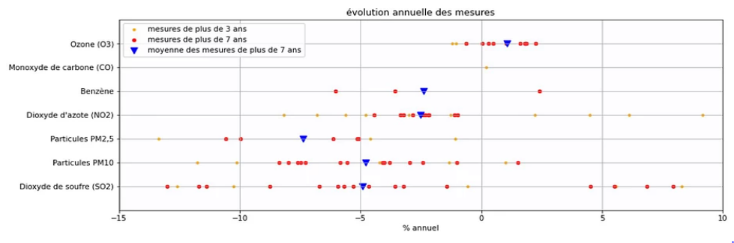 évolution annuelle des mesures
mesures de plus de 3 ans
mesures de plus de 7 ans
moyenne des mesures de plus de 7 ans
Ozone (O3)
Monoxyde de carbone (CO)
Benzène
Dioxyde d'azote (NO2)
Particules PM2,5
Particules PM10
Dioxyde de soufre (SO2)
−15 −10 −5 0 5 10
% annuel